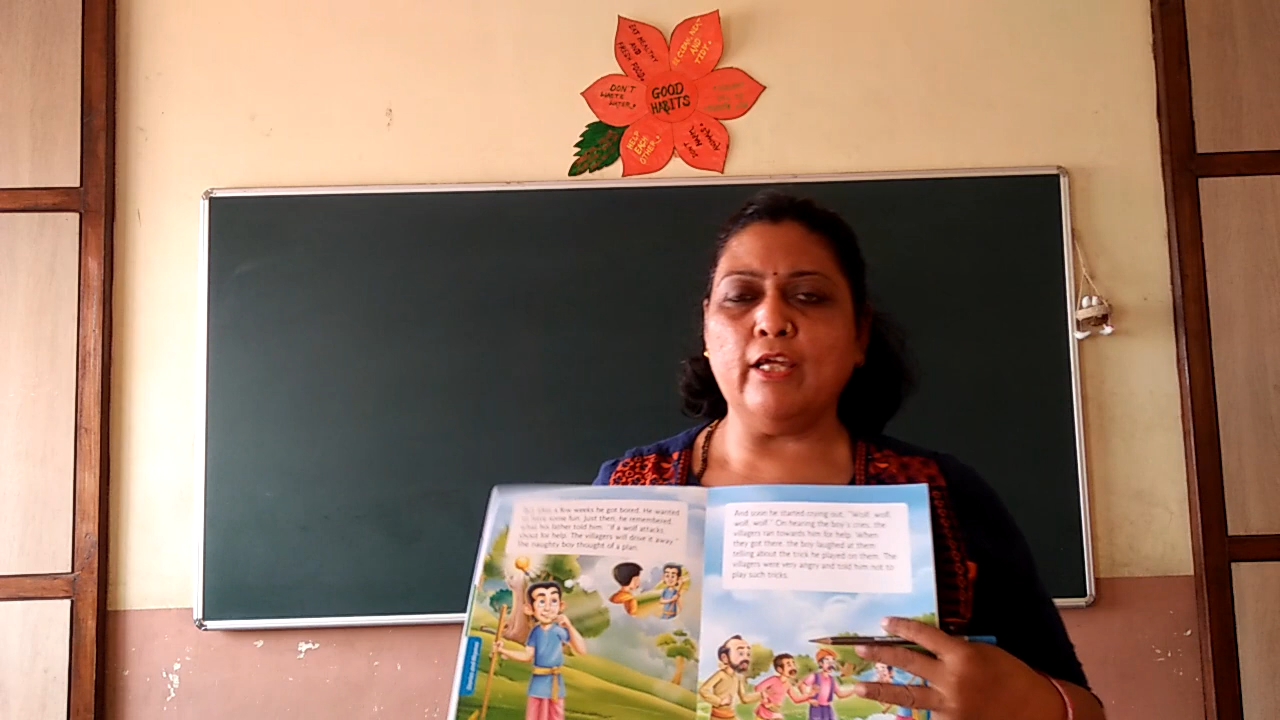 GOOD
HABITS
EAT HEALTHY
AND
FRESH FOOD.
BE CLEAN, NEAT
AND
TIDY.
DON'T
WASTE
WATER.
HELP
EACH
OTHER.
DON'T
a few weeks he got bored. He wanted
to have some fun. Just then, he remembered
what his father told him, "If a wolf attacks,
shout for help. The villagers will drive it away."
The naughty boy thought of a plan.
And soon he started crying out, "Wolf, wolf,
wolf, wolf." On hearing the boy's cries, the
villagers ran towards him for help. When
they got there, the boy laughed at them
telling about the trick he played on them. The
villagers were very angry and told him not to
play such tricks.